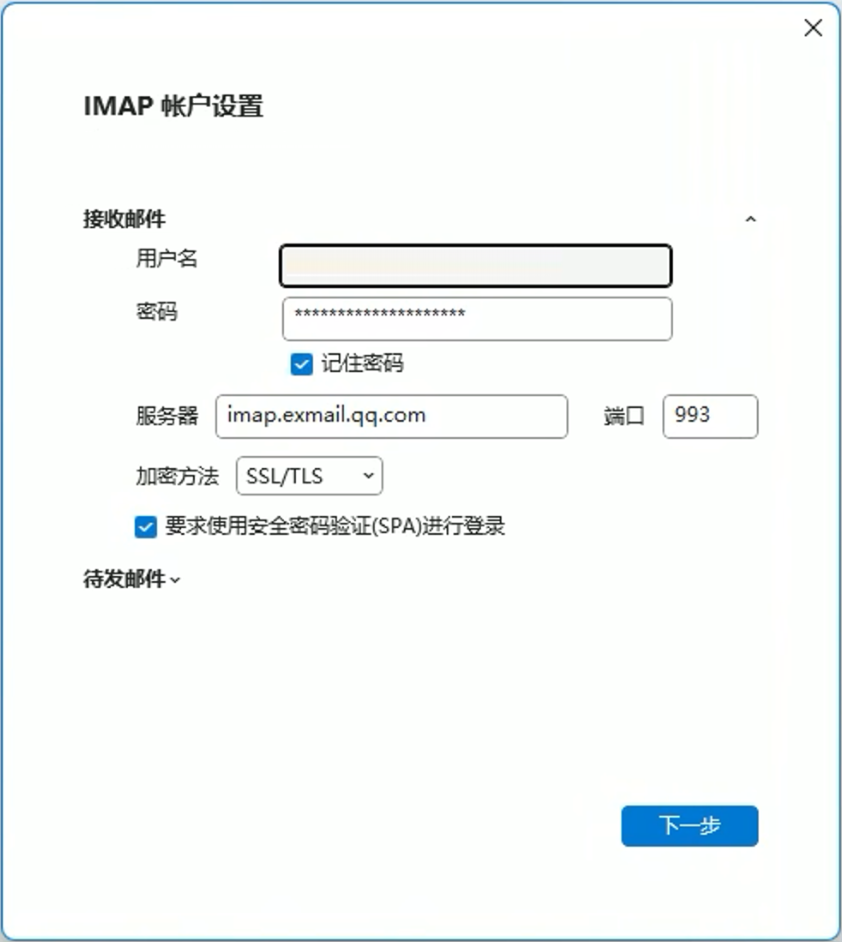 IMAP 帐户设置
接收邮件
用户名
密码 ********************
记住密码
服务器 imap.exmail.qq.com 端口 993
加密方法 SSL/TLS
要求使用安全密码验证(SPA)进行登录
待发邮件
下一步